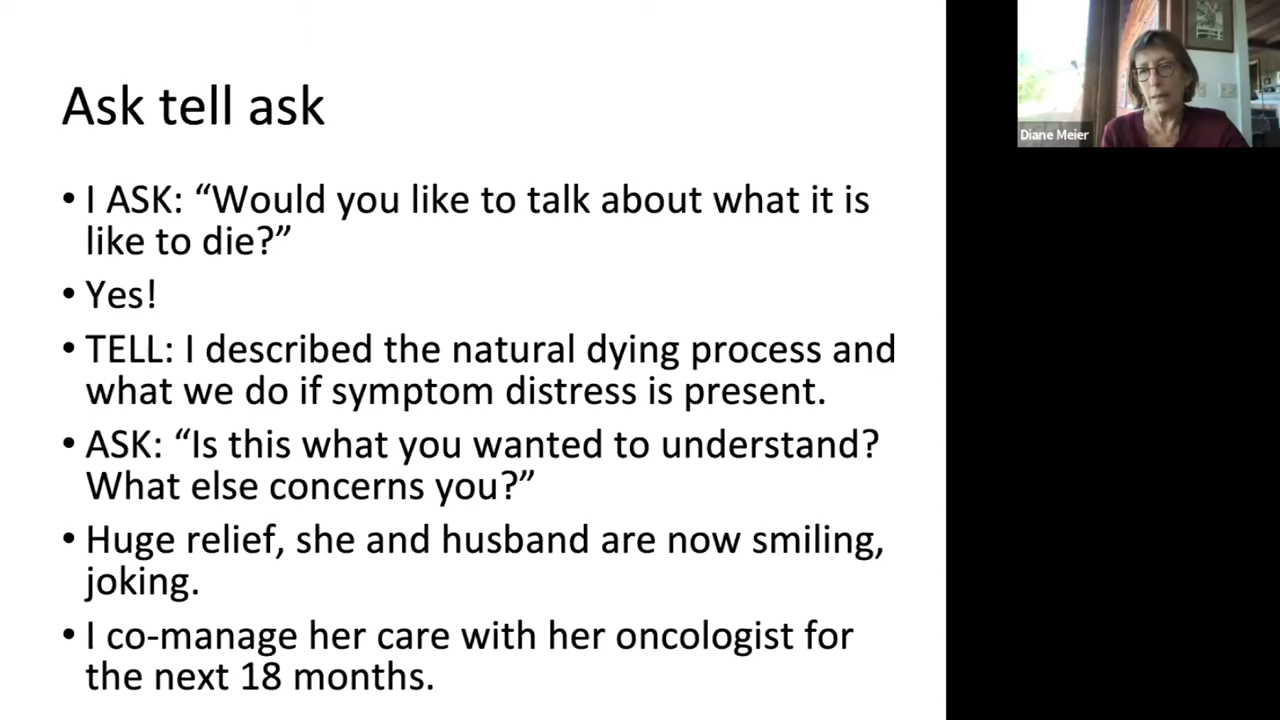 Ask tell ask
• I ASK: “Would you like to talk about what it is
like to die?”
• Yes!
• TELL: I described the natural dying process and
what we do if symptom distress is present.
• ASK: “Is this what you wanted to understand?
What else concerns you?”
• Huge relief, she and husband are now smiling,
joking.
• I co-manage her care with her oncologist for
the next 18 months.
Diane Meier